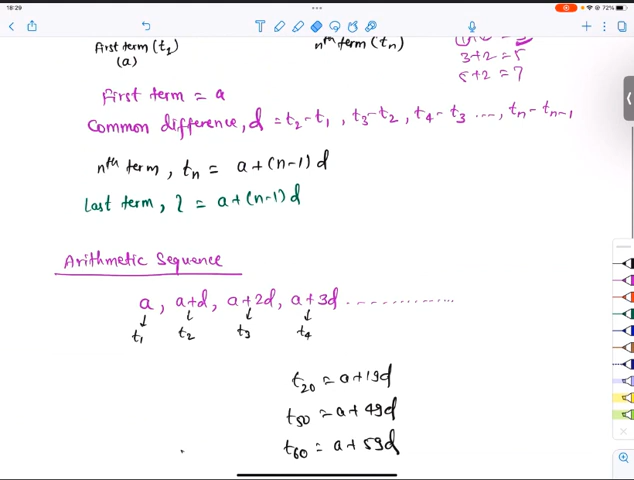 18:29
72%
First term (t1)
(a)
nth term (tn)
3+2 = 5
5+2 = 7
First term = a
Common difference, d = t2-t1, t3-t2, t4-t3 ...., tn-tn-1
nth term, tn = a+(n-1)d
Last term, l = a+(n-1)d
Arithmetic Sequence
a, a+d, a+2d, a+3d ..............
t1 t2 t3 t4
t20 = a+19d
t50 = a+49d
t60 = a+59d